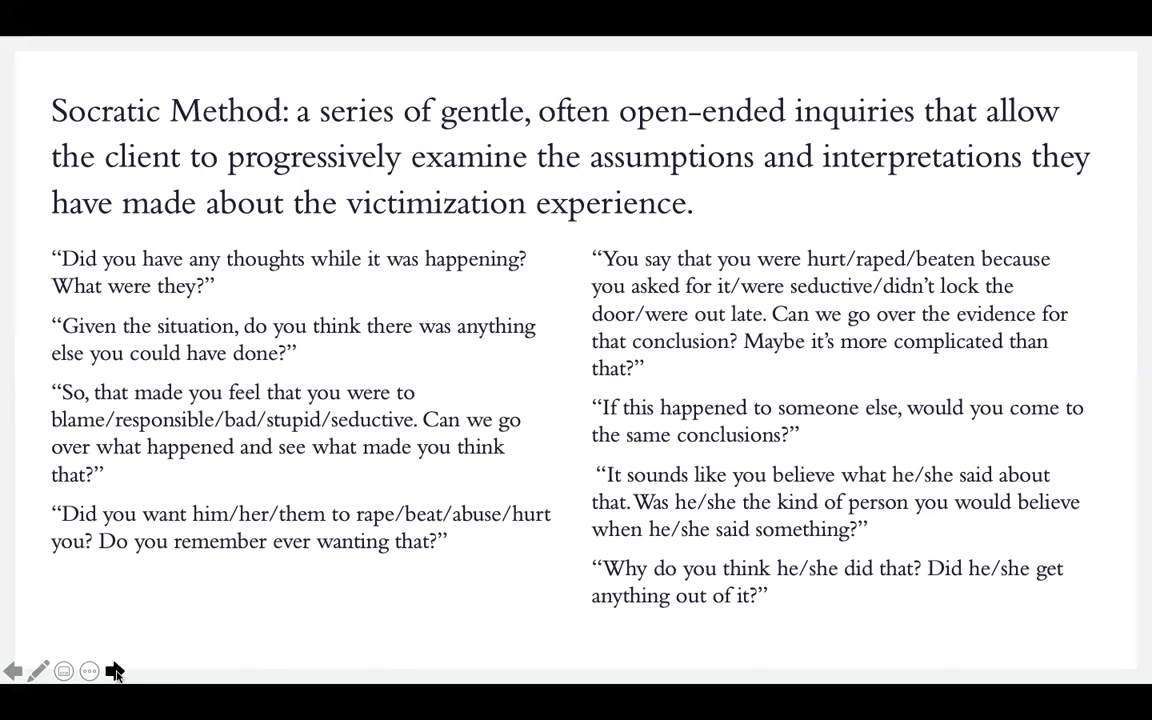 Socratic Method: a series of gentle, often open-ended inquiries that allow
the client to progressively examine the assumptions and interpretations they
have made about the victimization experience.
“Did you have any thoughts while it was happening?
What were they?”
“Given the situation, do you think there was anything
else you could have done?”
“So, that made you feel that you were to
blame/responsible/bad/stupid/seductive. Can we go
over what happened and see what made you think
that?”
“Did you want him/her/them to rape/beat/abuse/hurt
you? Do you remember ever wanting that?”
“You say that you were hurt/raped/beaten because
you asked for it/were seductive/didn’t lock the
door/were out late. Can we go over the evidence for
that conclusion? Maybe it’s more complicated than
that?”
“If this happened to someone else, would you come to
the same conclusions?”
“It sounds like you believe what he/she said about
that. Was he/she the kind of person you would believe
when he/she said something?”
“Why do you think he/she did that? Did he/she get
anything out of it?”